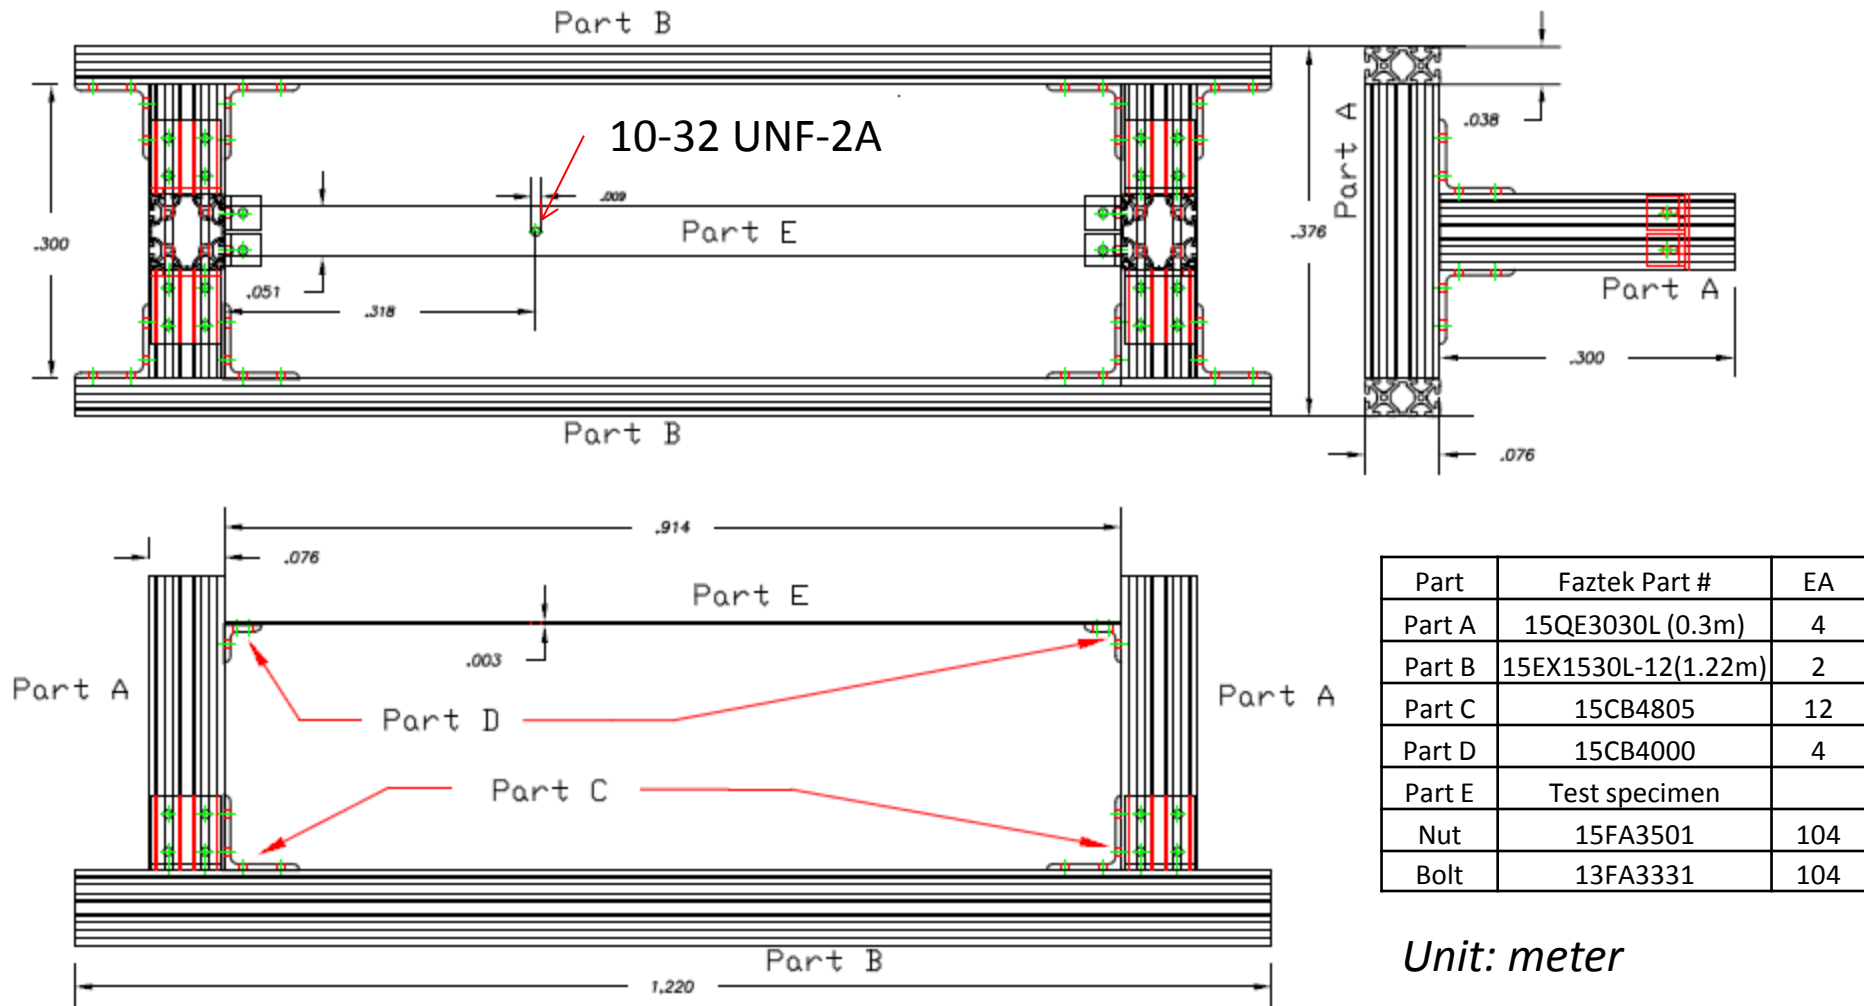 Part B
10-32 UNF-2A
.009
.038
Part A
.300
Part E
.376
.051
.318
Part A
.300
Part B
.076
.914
.076
Part E
.003
Part A
Part D
Part A
Part C
Part B
1,220
Part Faztek Part # EA
Part A 15QE3030L (0.3m) 4
Part B 15EX1530L-12(1.22m) 2
Part C 15CB4805 12
Part D 15CB4000 4
Part E Test specimen
Nut 15FA3501 104
Bolt 13FA3331 104
Unit: meter